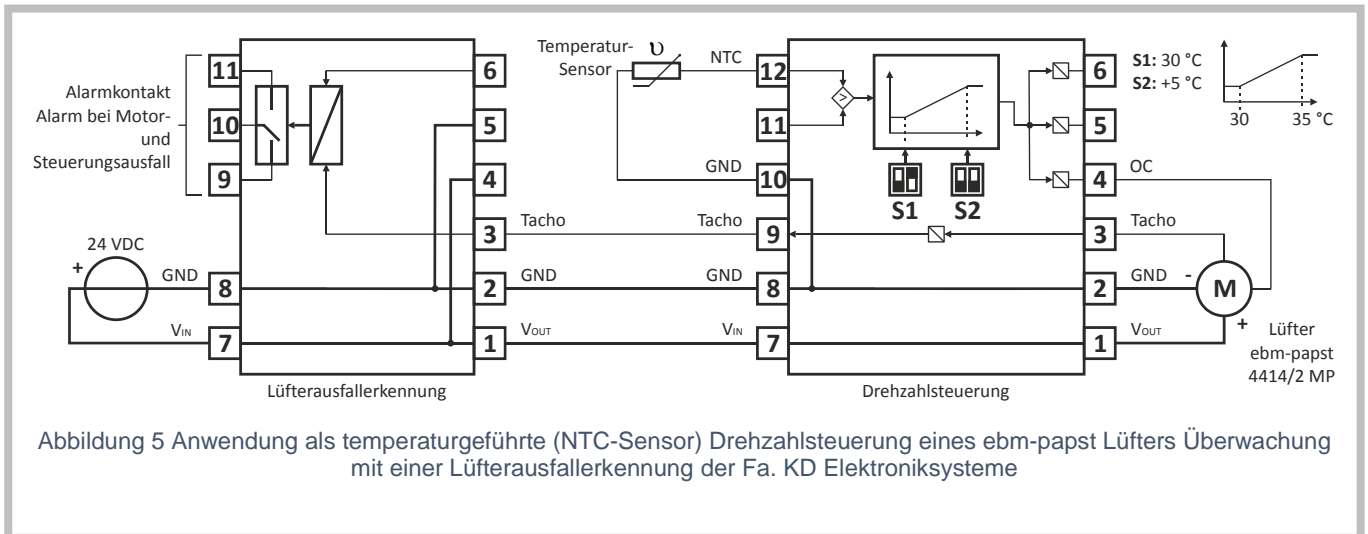 Alarmkontakt
Alarm bei Motor-
und
Steuerungsausfall
11
10
9
24 VDC
+
GND
8
VIN
7
6
5
4
3
Tacho
2
GND
1
VOUT
Lüfterausfallerkennung
Temperatur-
Sensor
υ
NTC
12
11
GND
10
Tacho
9
GND
8
VIN
7
>
S1
S2
6
5
4
OC
3
Tacho
2
GND
-
1
VOUT
+
M
Drehzahlsteuerung
S1: 30 °C
S2: +5 °C
30
35 °C
Lüfter
ebm-papst
4414/2 MP
Abbildung 5 Anwendung als temperaturgeführte (NTC-Sensor) Drehzahlsteuerung eines ebm-papst Lüfters Überwachung
mit einer Lüfterausfallerkennung der Fa. KD Elektroniksysteme